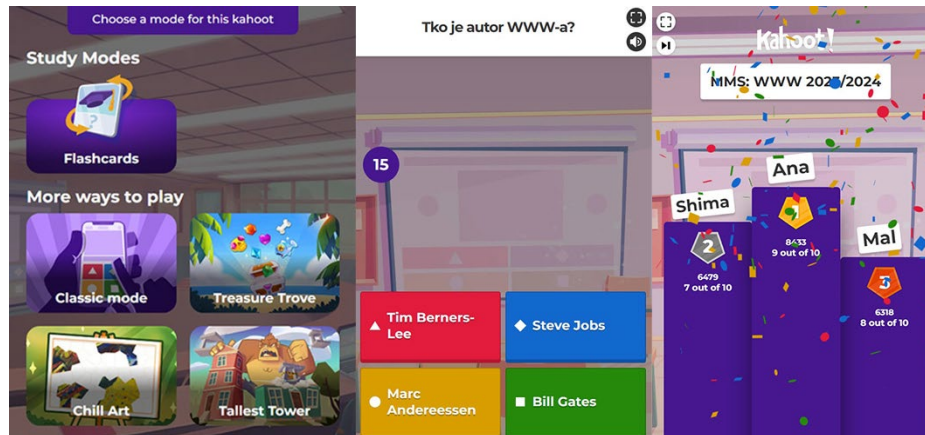 Choose a mode for this kahoot
Study Modes
?
Flashcards
More ways to play
Classic mode
Treasure Trove
Chill Art
Tallest Tower
Tko je autor WWW-a?
15
Tim Berners-
Lee
Steve Jobs
Marc
Andereessen
Bill Gates
Kahoot!
MMS: WWW 2023/2024
Ana
1
8433
9 out of 10
Shima
2
6479
7 out of 10
Mal
3
6318
8 out of 10